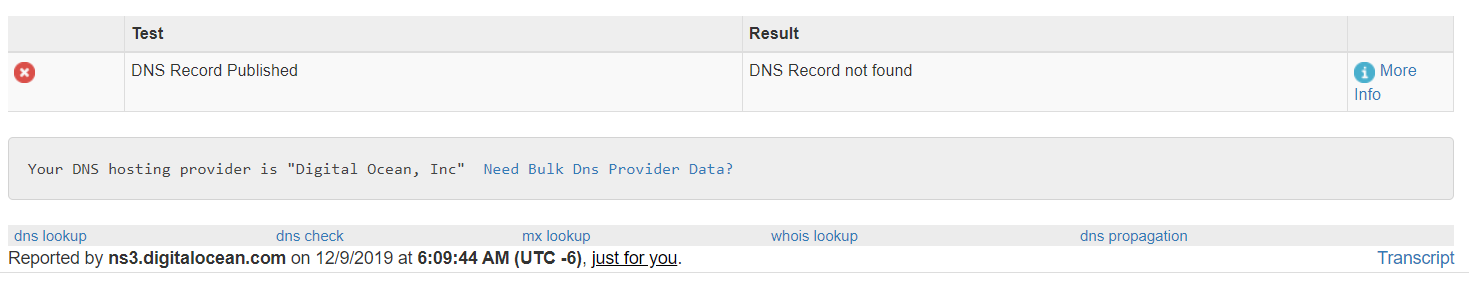 Test Result
DNS Record Published DNS Record not found More
Info
Your DNS hosting provider is "Digital Ocean, Inc" Need Bulk Dns Provider Data?
dns lookup dns check mx lookup whois lookup dns propagation
Reported by ns3.digitalocean.com on 12/9/2019 at 6:09:44 AM (UTC -6), just for you. Transcript